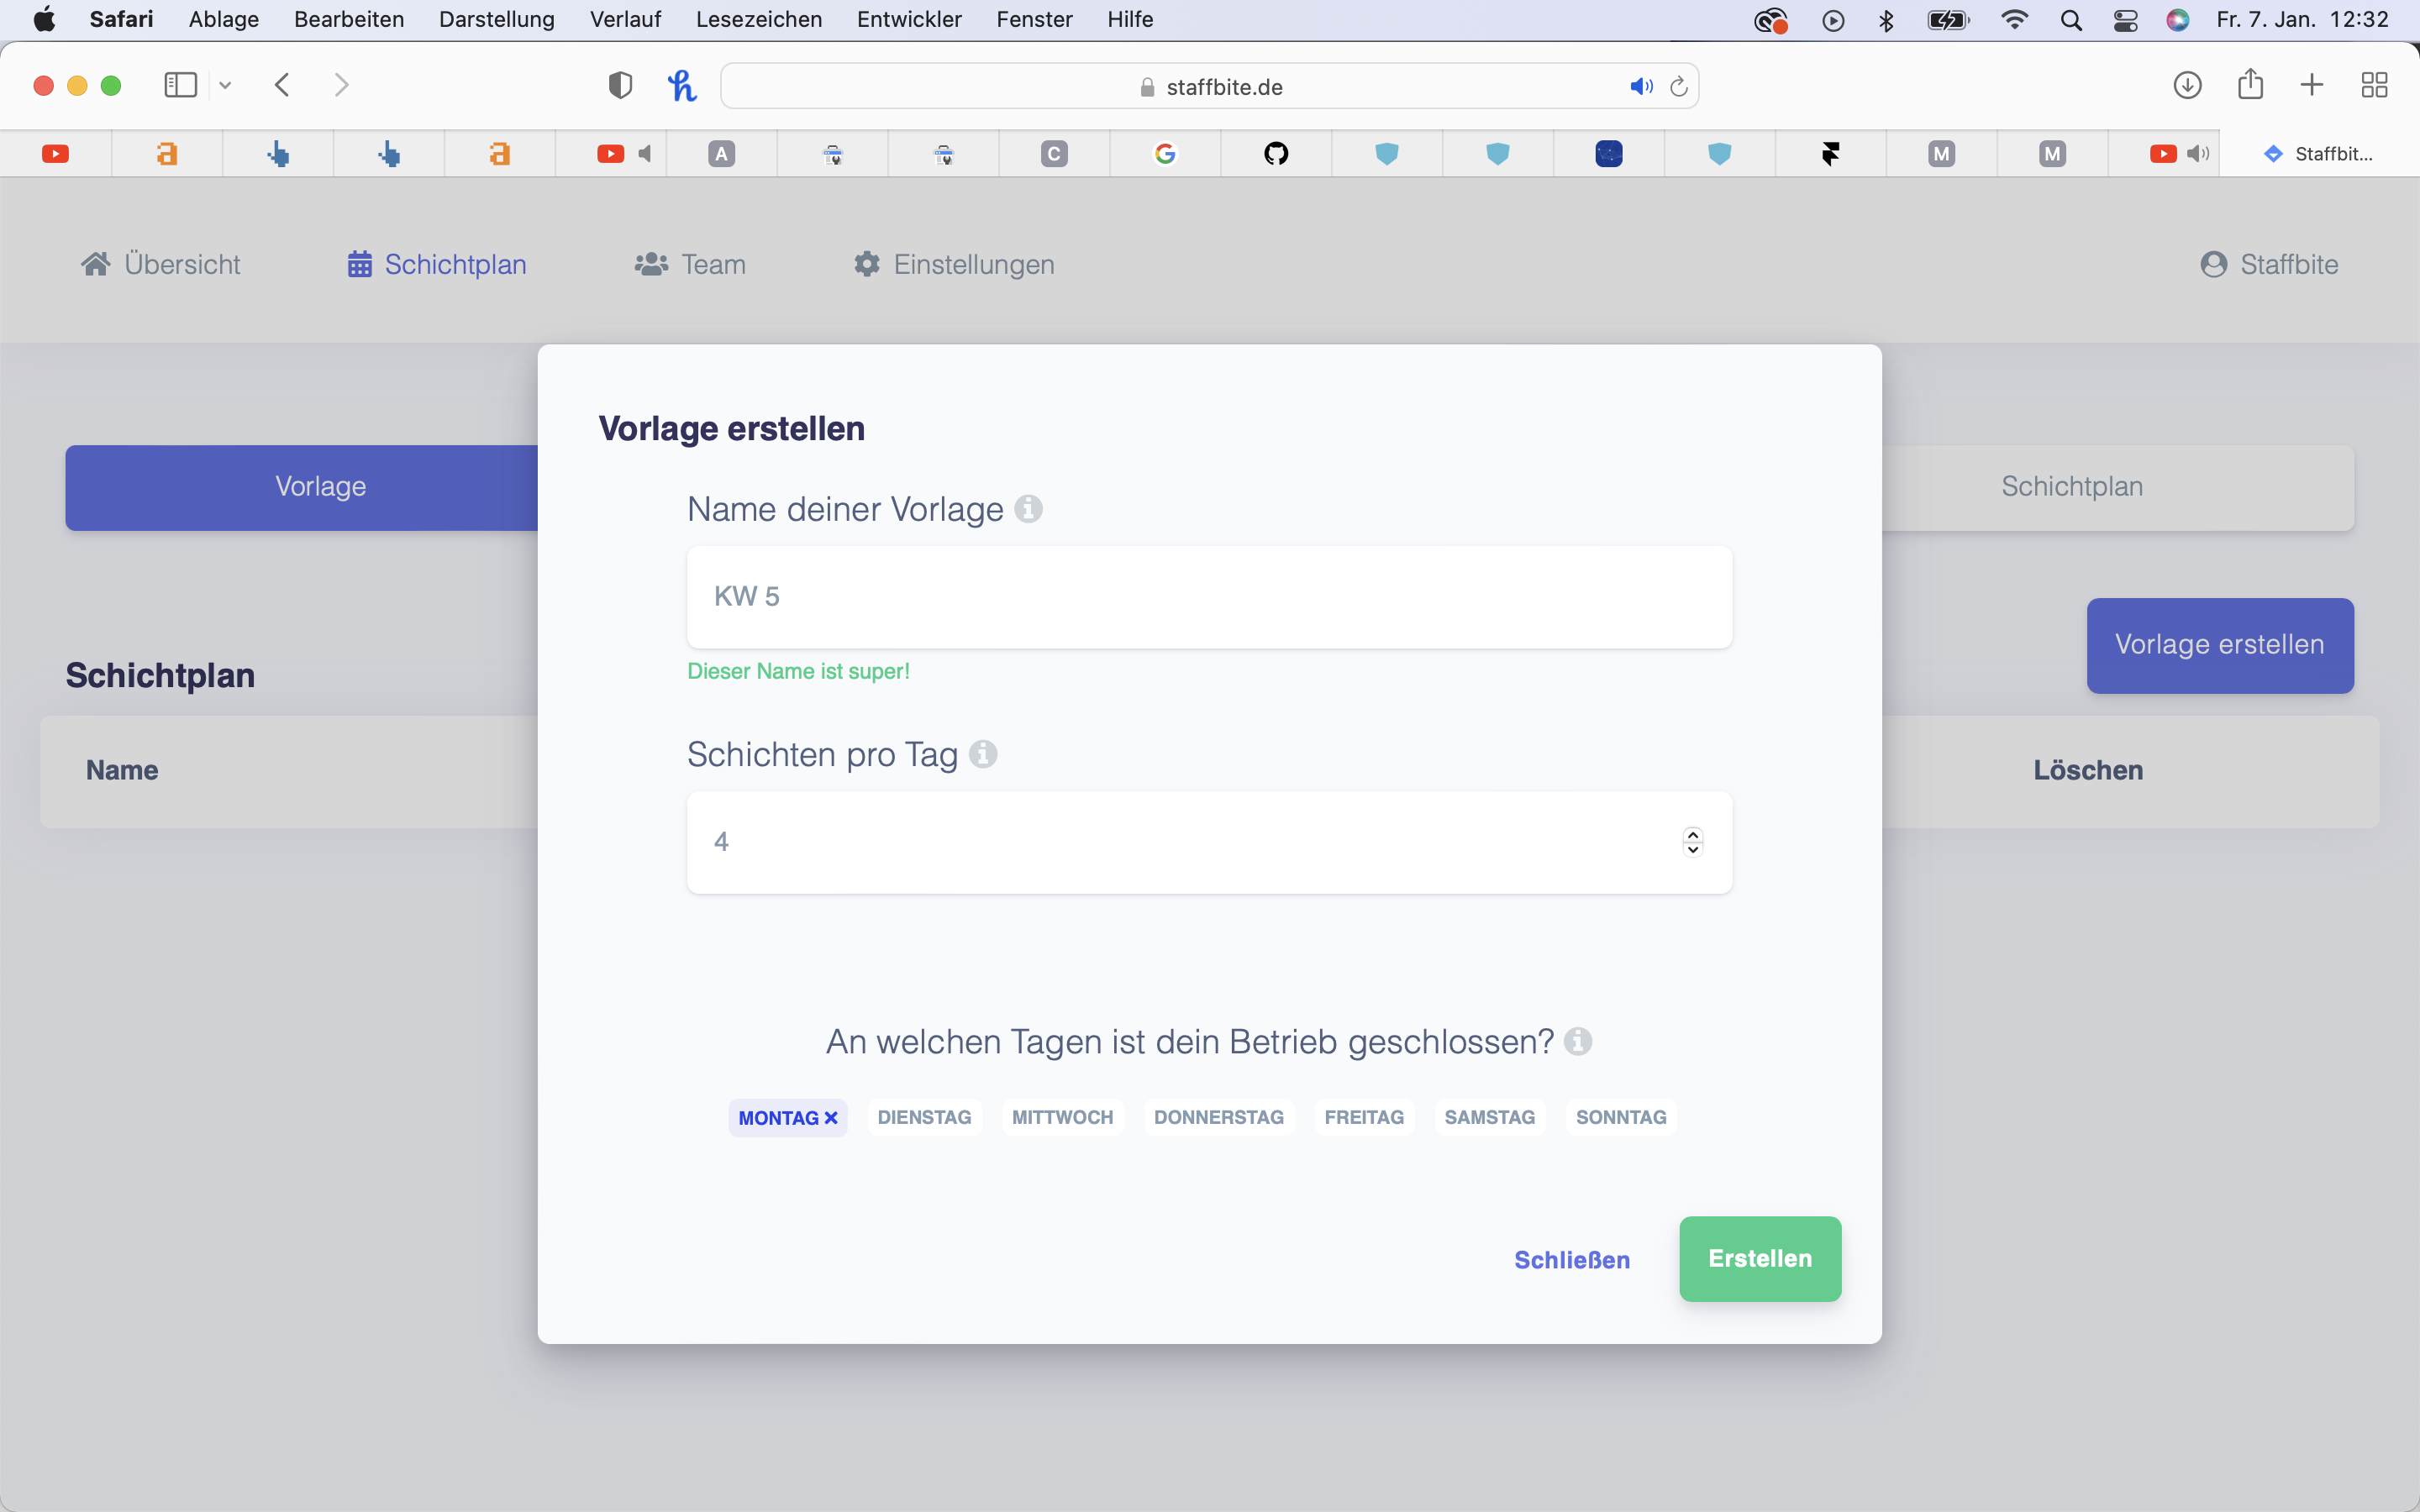 Safari Ablage Bearbeiten Darstellung Verlauf Lesezeichen Entwickler Fenster Hilfe Fr. 7. Jan. 12:32
staffbite.de
A C M M Staffbit...
Übersicht Schichtplan Team Einstellungen Staffbite
Vorlage erstellen
Vorlage Schichtplan
Name deiner Vorlage
KW 5
Dieser Name ist super!
Vorlage erstellen
Schichtplan
Schichten pro Tag
Name Löschen
4
An welchen Tagen ist dein Betrieb geschlossen?
MONTAG × DIENSTAG MITTWOCH DONNERSTAG FREITAG SAMSTAG SONNTAG
Schließen Erstellen